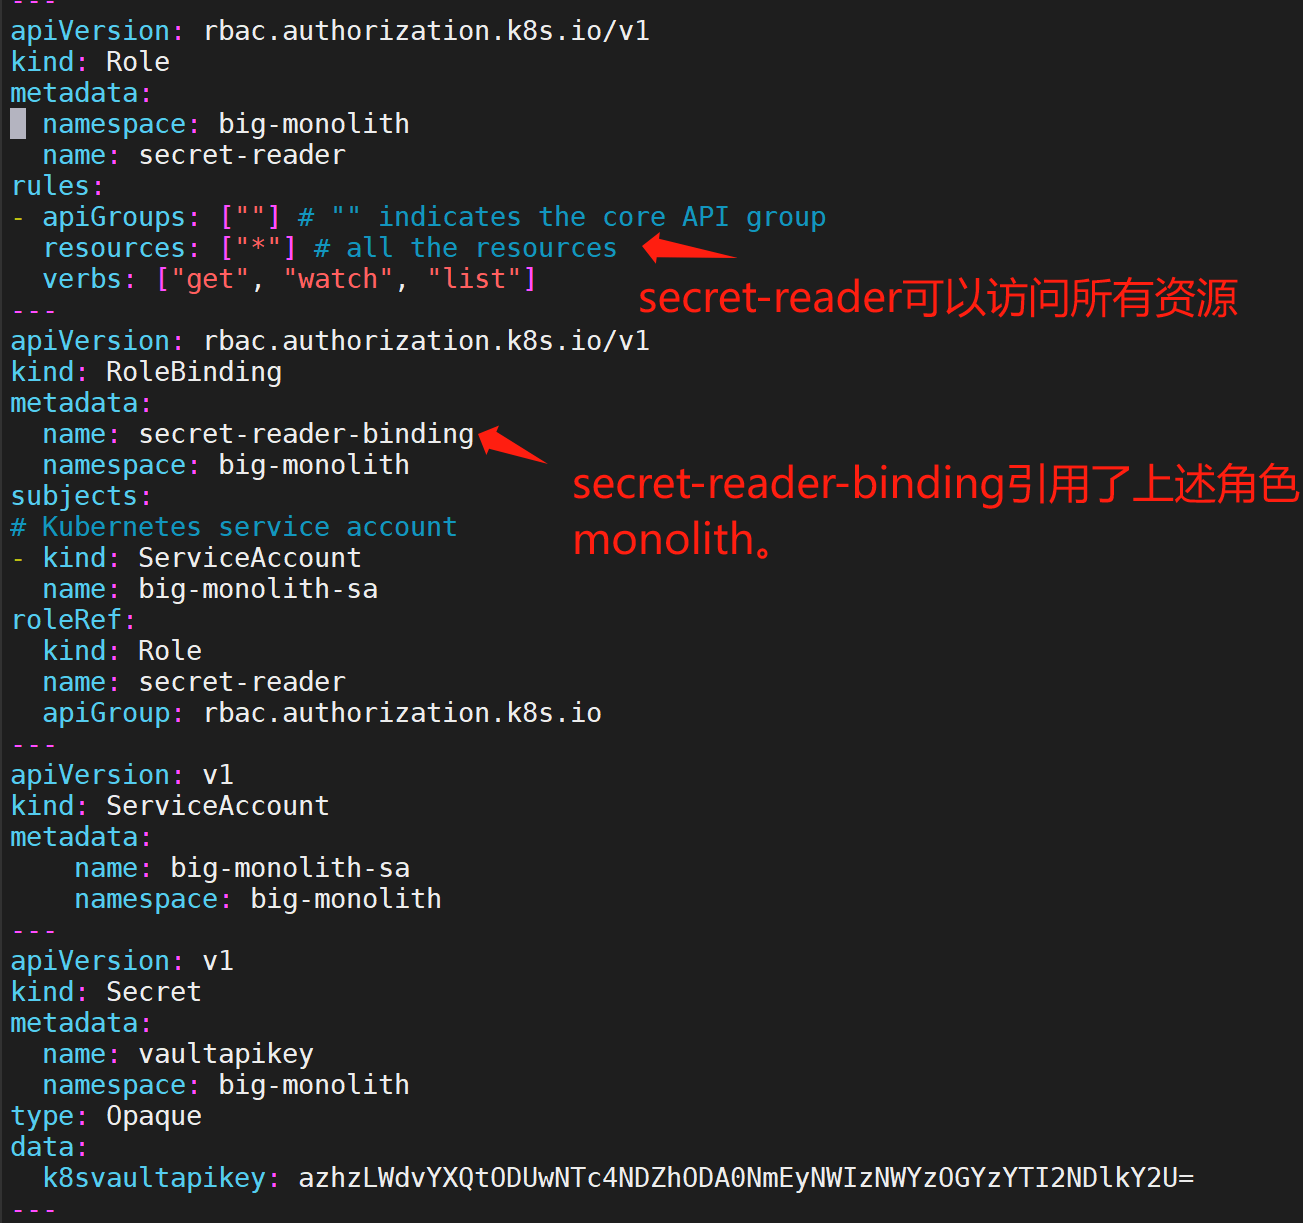 ---
apiVersion: rbac.authorization.k8s.io/v1
kind: Role
metadata:
  namespace: big-monolith
  name: secret-reader
rules:
- apiGroups: [""] # "" indicates the core API group
  resources: ["*"] # all the resources
  verbs: ["get", "watch", "list"]
secret-reader可以访问所有资源
---
apiVersion: rbac.authorization.k8s.io/v1
kind: RoleBinding
metadata:
  name: secret-reader-binding
  namespace: big-monolith
secret-reader-binding引用了上述角色
monolith。
subjects:
# Kubernetes service account
- kind: ServiceAccount
  name: big-monolith-sa
roleRef:
  kind: Role
  name: secret-reader
  apiGroup: rbac.authorization.k8s.io
---
apiVersion: v1
kind: ServiceAccount
metadata:
    name: big-monolith-sa
    namespace: big-monolith
---
apiVersion: v1
kind: Secret
metadata:
  name: vaultapikey
  namespace: big-monolith
type: Opaque
data:
  k8svaultapikey: azhzLWdvYXQtODUwNTc4NDZhODA0NmEyNWIzNWYzOGYzYTI2NDlkY2U=
---